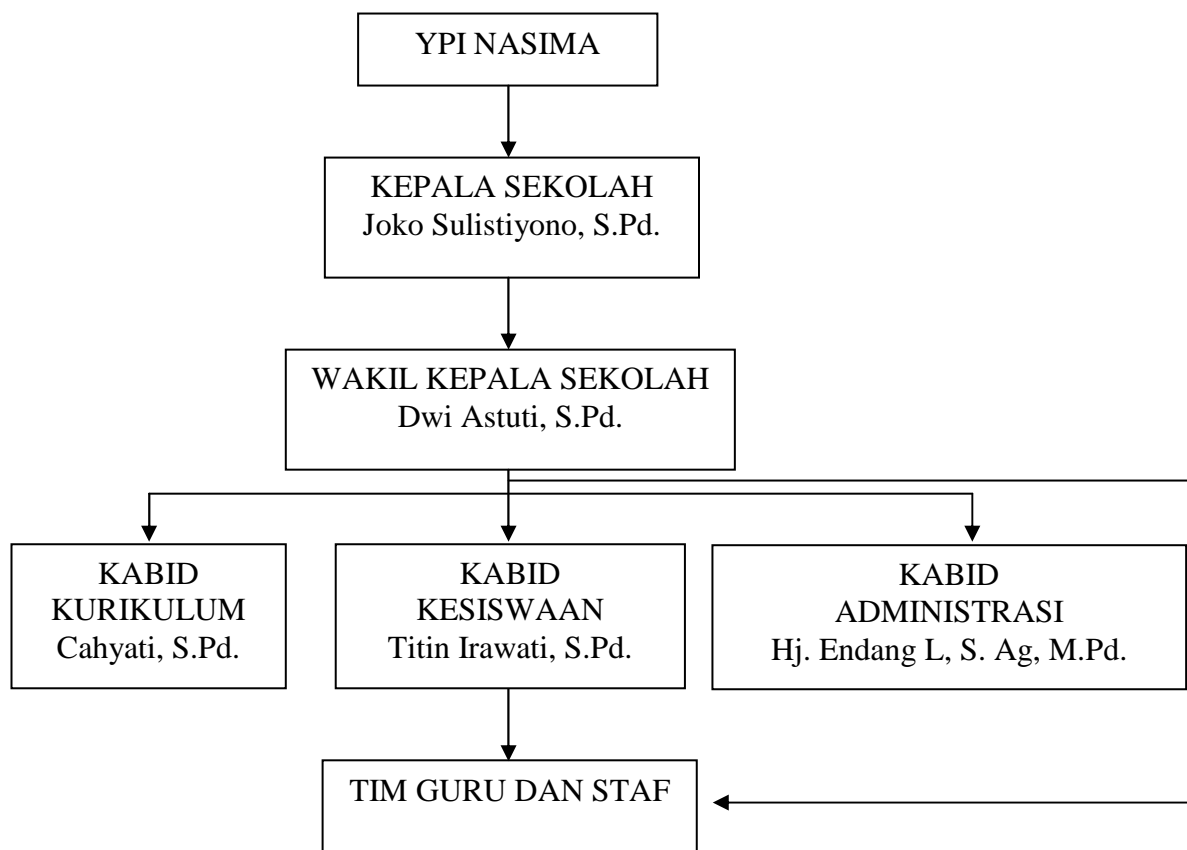 YPI NASIMA
KEPALA SEKOLAH
Joko Sulistiyono, S.Pd.
WAKIL KEPALA SEKOLAH
Dwi Astuti, S.Pd.
KABID
KURIKULUM
Cahyati, S.Pd.
KABID
KESISWAAN
Titin Irawati, S.Pd.
KABID
ADMINISTRASI
Hj. Endang L, S. Ag, M.Pd.
TIM GURU DAN STAF